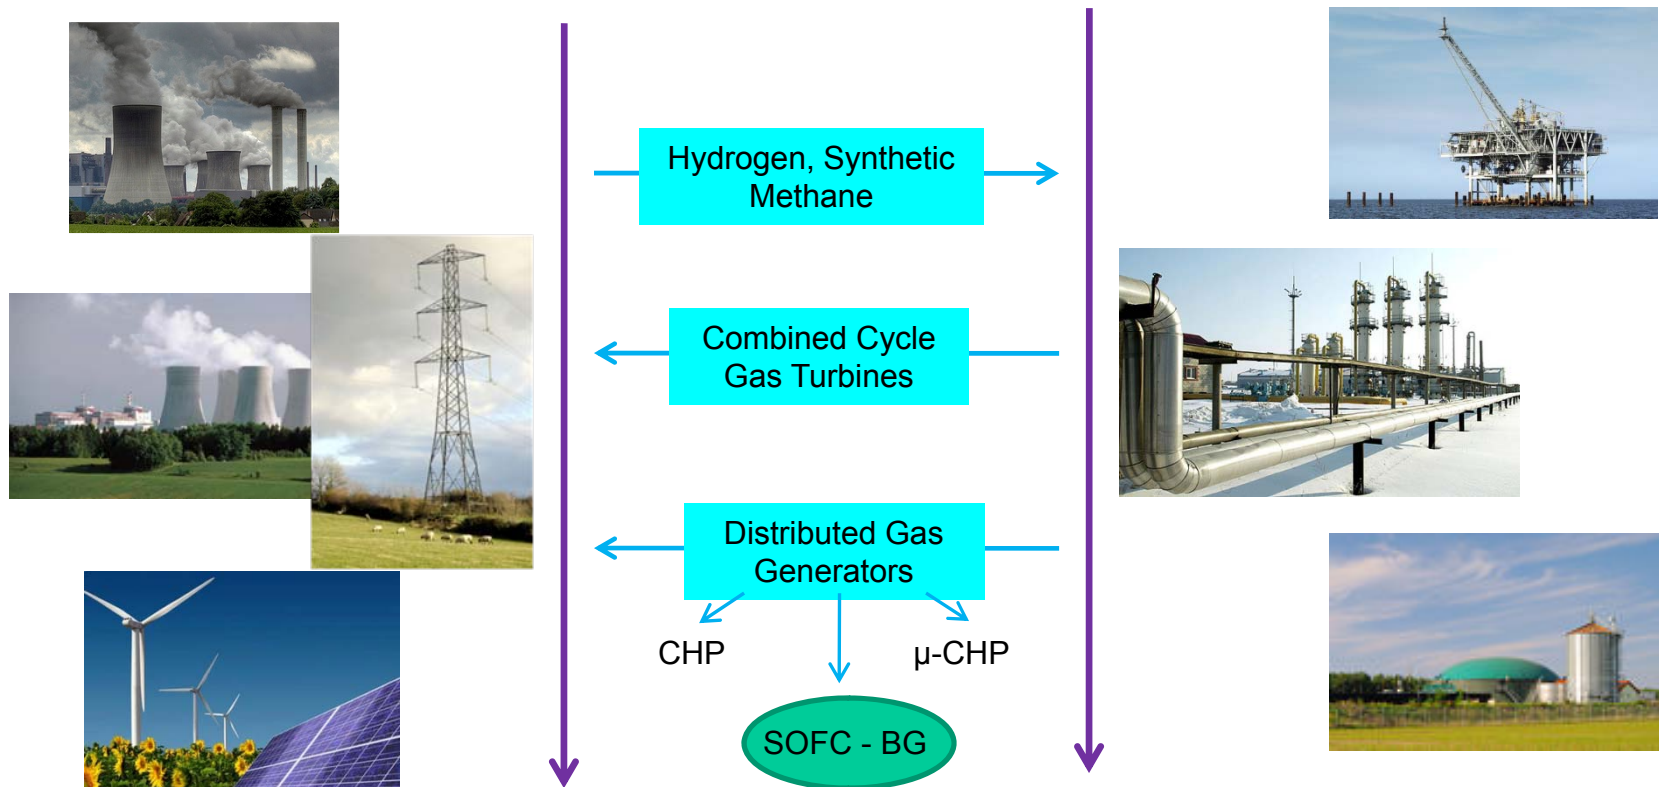 Hydrogen, Synthetic
Methane
Combined Cycle
Gas Turbines
Distributed Gas
Generators
CHP
µ-CHP
SOFC - BG